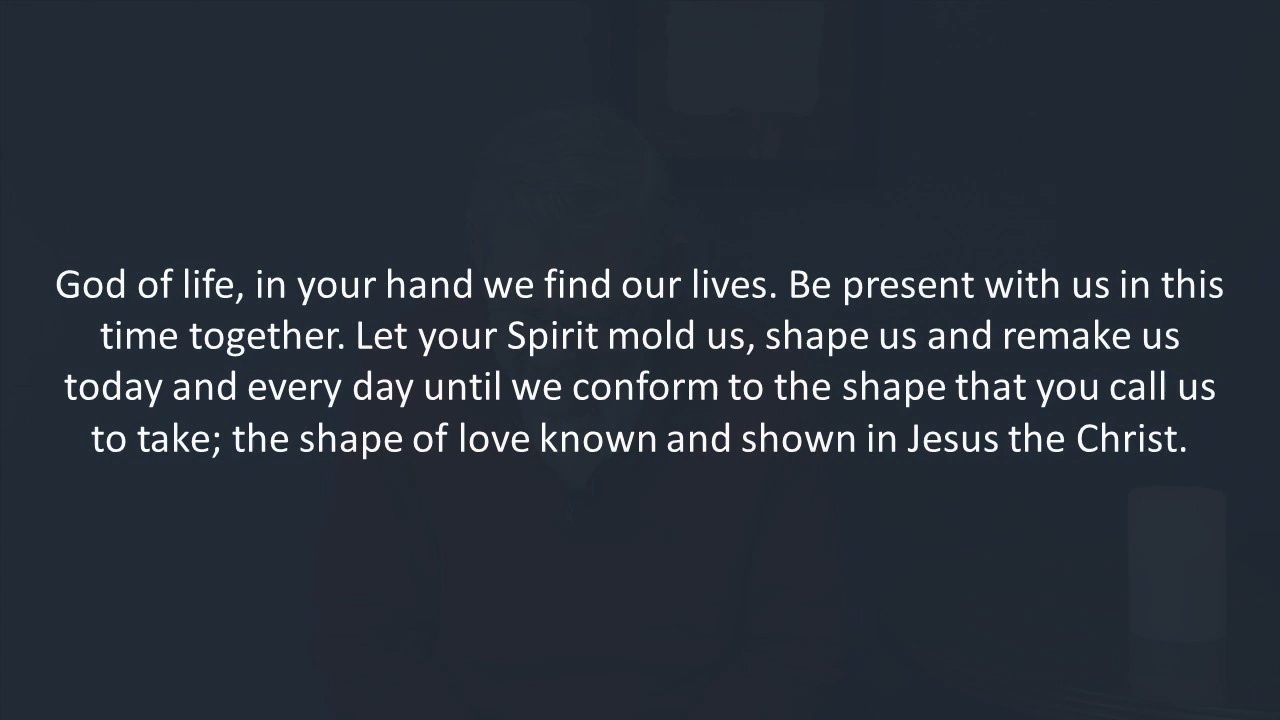 God of life, in your hand we find our lives. Be present with us in this
time together. Let your Spirit mold us, shape us and remake us
today and every day until we conform to the shape that you call us
to take; the shape of love known and shown in Jesus the Christ.